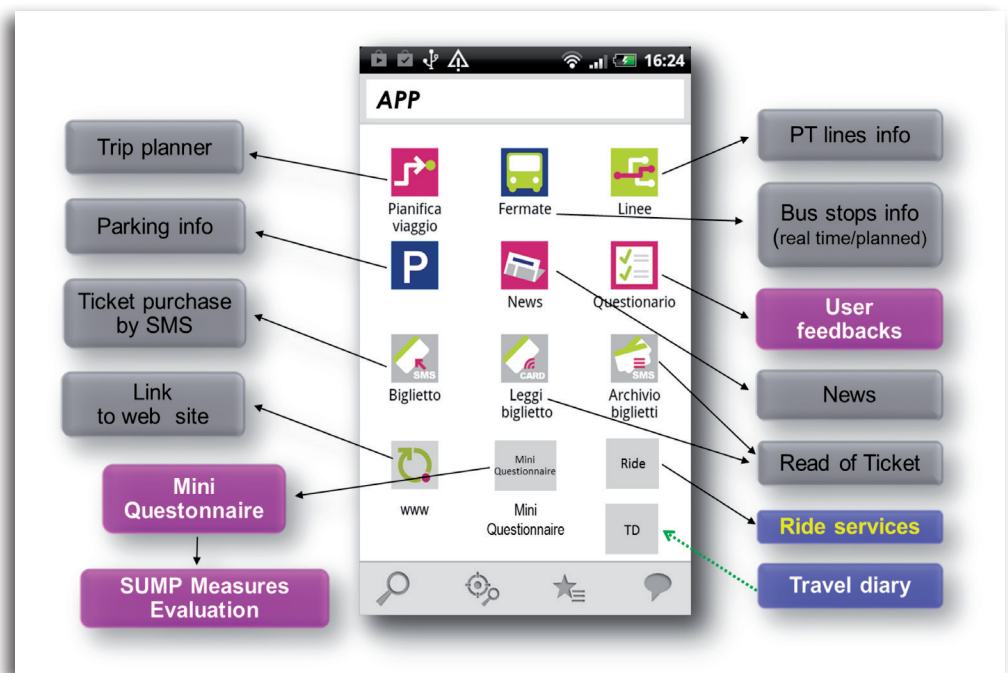 16:24
APP
Trip planner
Parking info
Ticket purchase
by SMS
Link
to web site
Mini
Questonnaire
SUMP Measures
Evaluation
Pianifica
viaggio
Fermate
Linee
P
News
Questionario
SMS
Biglietto
CARD
Leggi
biglietto
SMS
Archivio
biglietti
www
Mini
Questionnaire
Mini
Questionnaire
Ride
TD
PT lines info
Bus stops info
(real time/planned)
User
feedbacks
News
Read of Ticket
Ride services
Travel diary